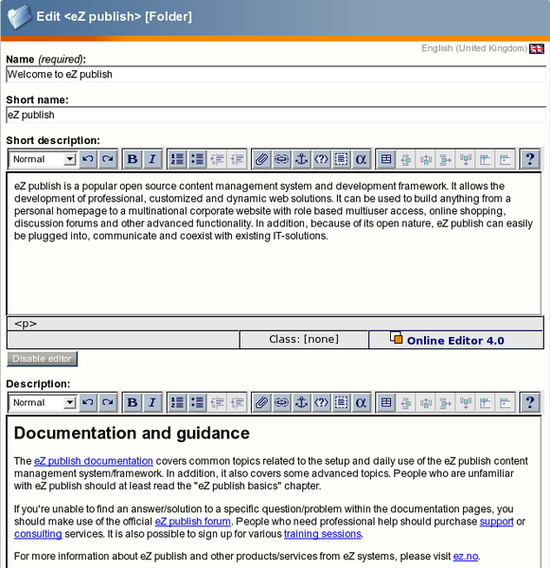 Edit <eZ publish> [Folder]
English (United Kingdom)
Name (required):
Welcome to eZ publish
Short name:
eZ publish
Short description:
Normal B I <?> α ?
eZ publish is a popular open source content management system and development framework. It allows the
development of professional, customized and dynamic web solutions. It can be used to build anything from a
personal homepage to a multinational corporate website with role based multiuser access, online shopping,
discussion forums and other advanced functionality. In addition, because of its open nature, eZ publish can easily
be plugged into, communicate and coexist with existing IT-solutions.
<p>
Class: [none] Online Editor 4.0
Disable editor
Description:
Normal B I <?> α ?
Documentation and guidance
The eZ publish documentation covers common topics related to the setup and daily use of the eZ publish content
management system/framework. In addition, it also covers some advanced topics. People who are unfamiliar
with eZ publish should at least read the "eZ publish basics" chapter.
If you're unable to find an answer/solution to a specific question/problem within the documentation pages, you
should make use of the official eZ publish forum. People who need professional help should purchase support or
consulting services. It is also possible to sign up for various training sessions.
For more information about eZ publish and other products/services from eZ systems, please visit ez.no.